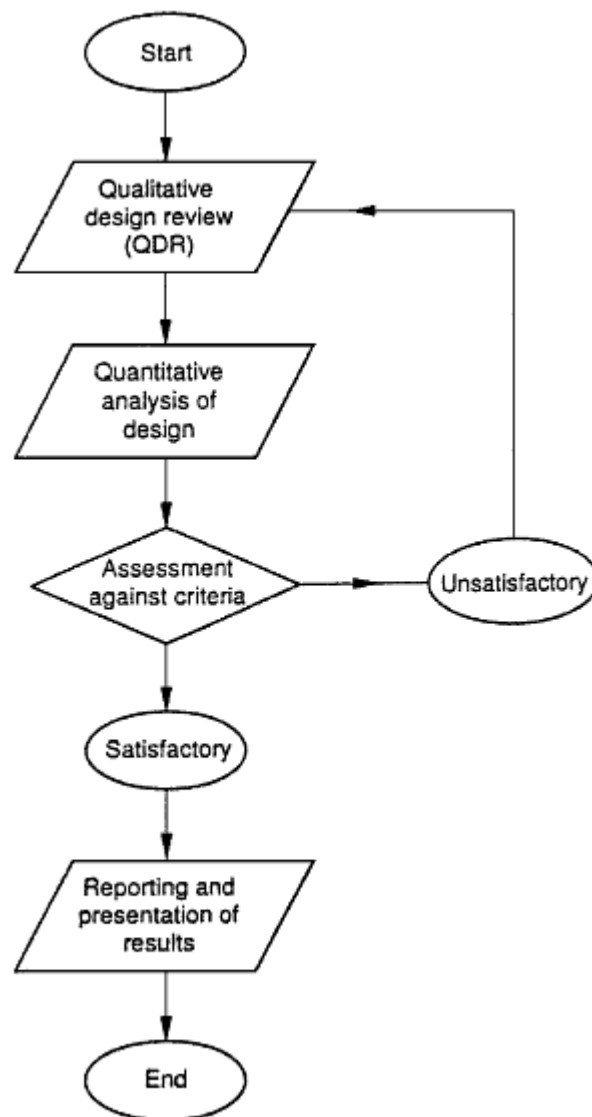 Start
Qualitative
design review
(QDR)
Quantitative
analysis of
design
Assessment
against criteria
Unsatisfactory
Satisfactory
Reporting and
presentation of
results
End